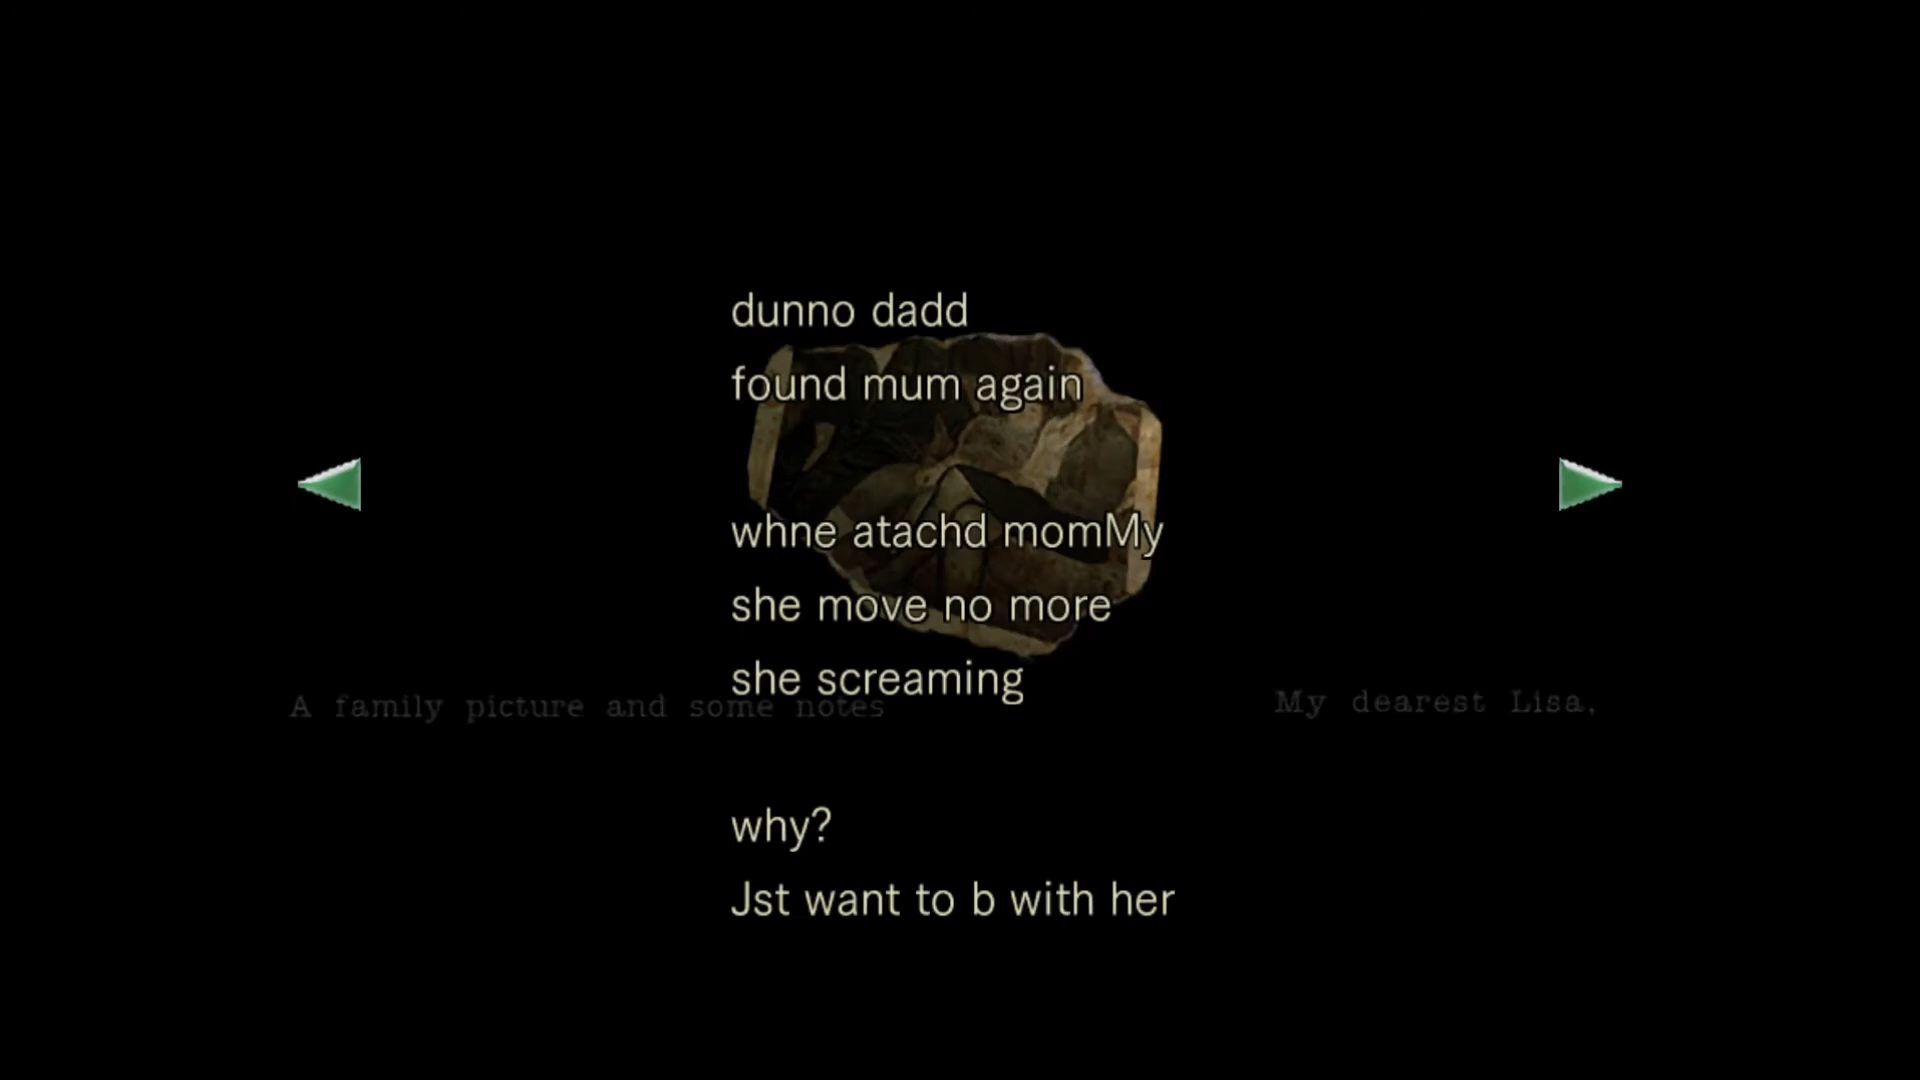 dunno dadd
found mum again
whne atachd momMy
she move no more
she screaming
A family picture and some notes
My dearest Lisa,
why?
Jst want to b with her